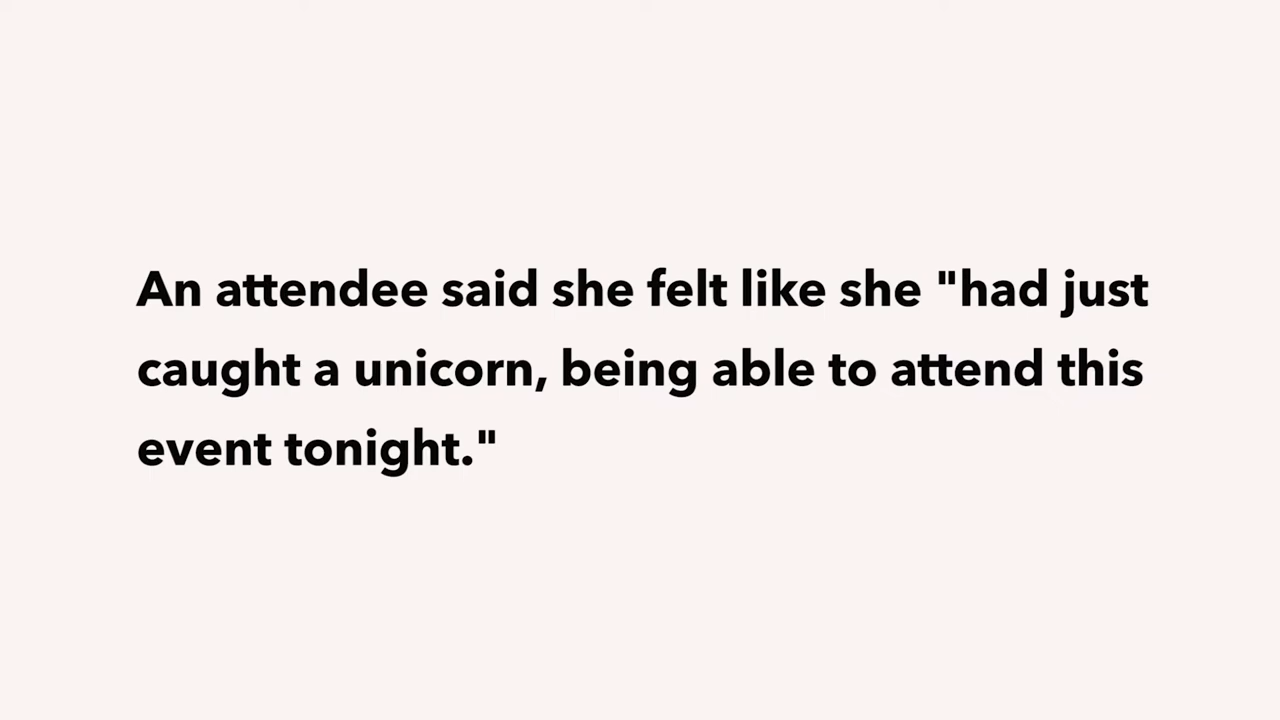 An attendee said she felt like she "had just
caught a unicorn, being able to attend this
event tonight."